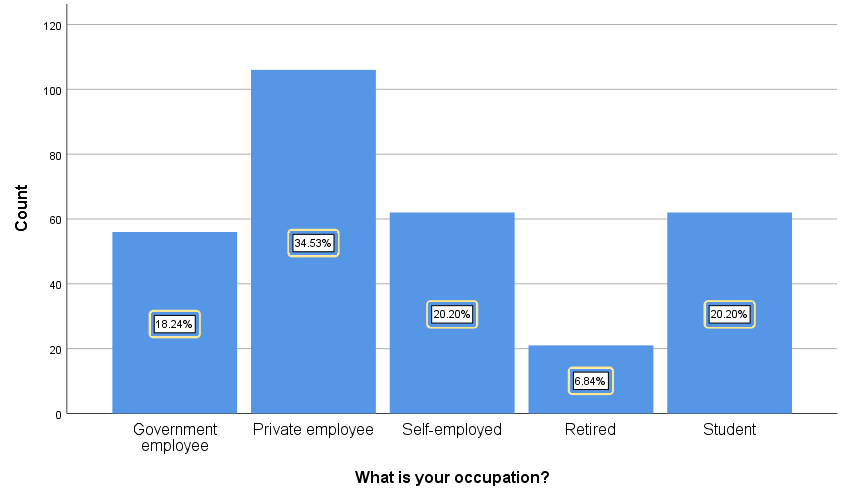 120
100
80
60
40
20
0
Count
18.24%
34.53%
20.20%
6.84%
20.20%
Government
employee
Private employee
Self-employed
Retired
Student
What is your occupation?